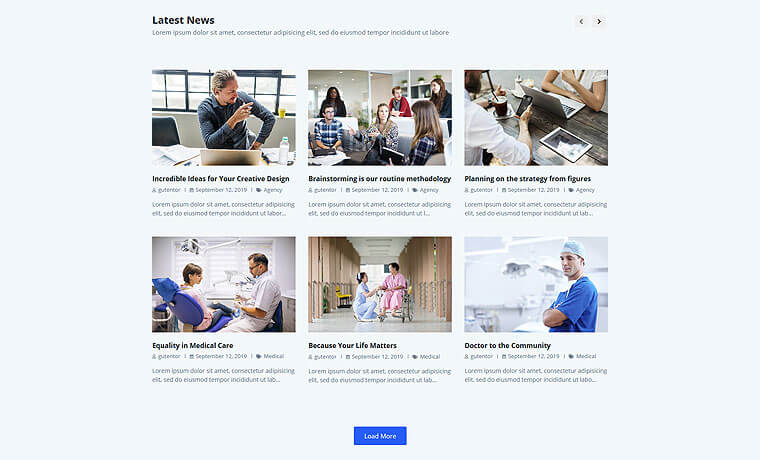 Latest News
Lorem ipsum dolor sit amet, consectetur adipisicing elit, sed do eiusmod tempor incididunt ut labore
Incredible Ideas for Your Creative Design
gutentor | September 12, 2019 | Agency
Lorem ipsum dolor sit amet, consectetur adipisicing
elit, sed do eiusmod tempor incididunt ut labor...
Brainstorming is our routine methodology
gutentor | September 12, 2019 | Agency
Lorem ipsum dolor sit amet, consectetur adipisicing
elit, sed do eiusmod tempor incididunt ut l...
Planning on the strategy from figures
gutentor | September 12, 2019 | Agency
Lorem ipsum dolor sit amet, consectetur adipisicing
elit, sed do eiusmod tempor incididunt ut lab...
Equality in Medical Care
gutentor | September 12, 2019 | Medical
Lorem ipsum dolor sit amet, consectetur adipisicing
elit, sed do eiusmod tempor incididunt ut lab...
Because Your Life Matters
gutentor | September 12, 2019 | Medical
Lorem ipsum dolor sit amet, consectetur adipisicing
elit, sed do eiusmod tempor incididunt ut lab...
Doctor to the Community
gutentor | September 12, 2019 | Medical
Lorem ipsum dolor sit amet, consectetur adipisicing
elit, sed do eiusmod tempor incididunt ut labo...
Load More